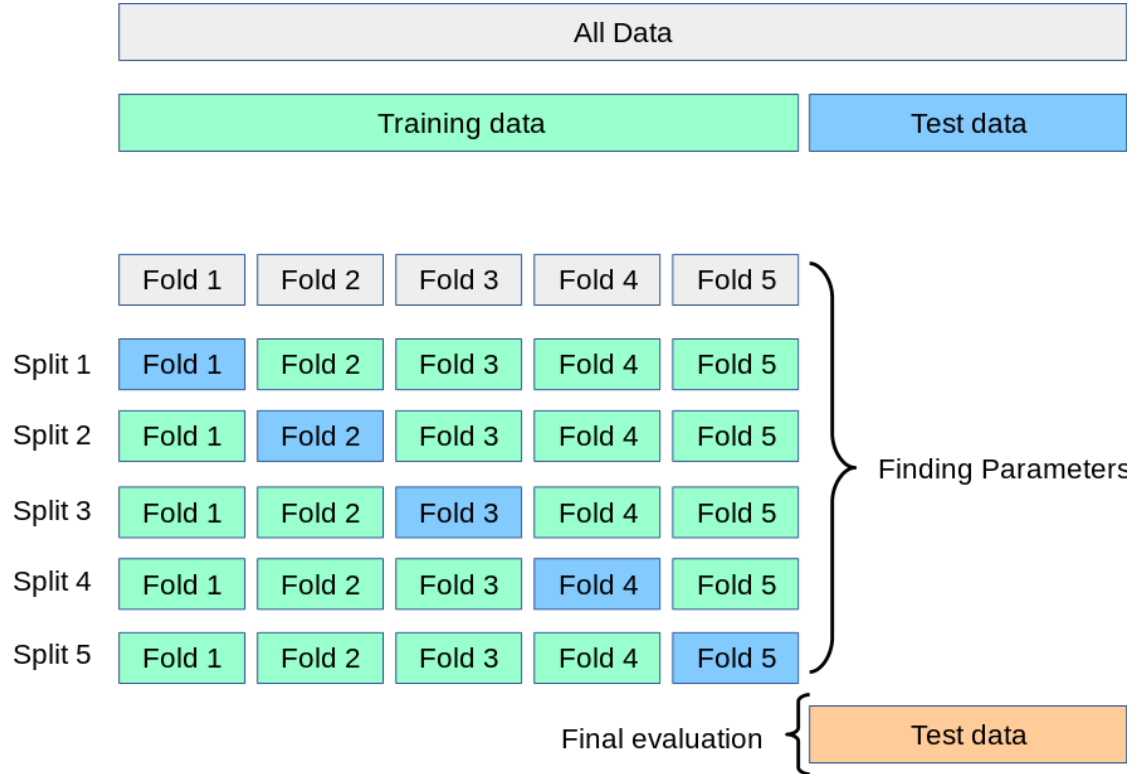 All Data
Training data Test data
Fold 1 Fold 2 Fold 3 Fold 4 Fold 5
Split 1 Fold 1 Fold 2 Fold 3 Fold 4 Fold 5
Split 2 Fold 1 Fold 2 Fold 3 Fold 4 Fold 5
Finding Parameters
Split 3 Fold 1 Fold 2 Fold 3 Fold 4 Fold 5
Split 4 Fold 1 Fold 2 Fold 3 Fold 4 Fold 5
Split 5 Fold 1 Fold 2 Fold 3 Fold 4 Fold 5
Final evaluation Test data